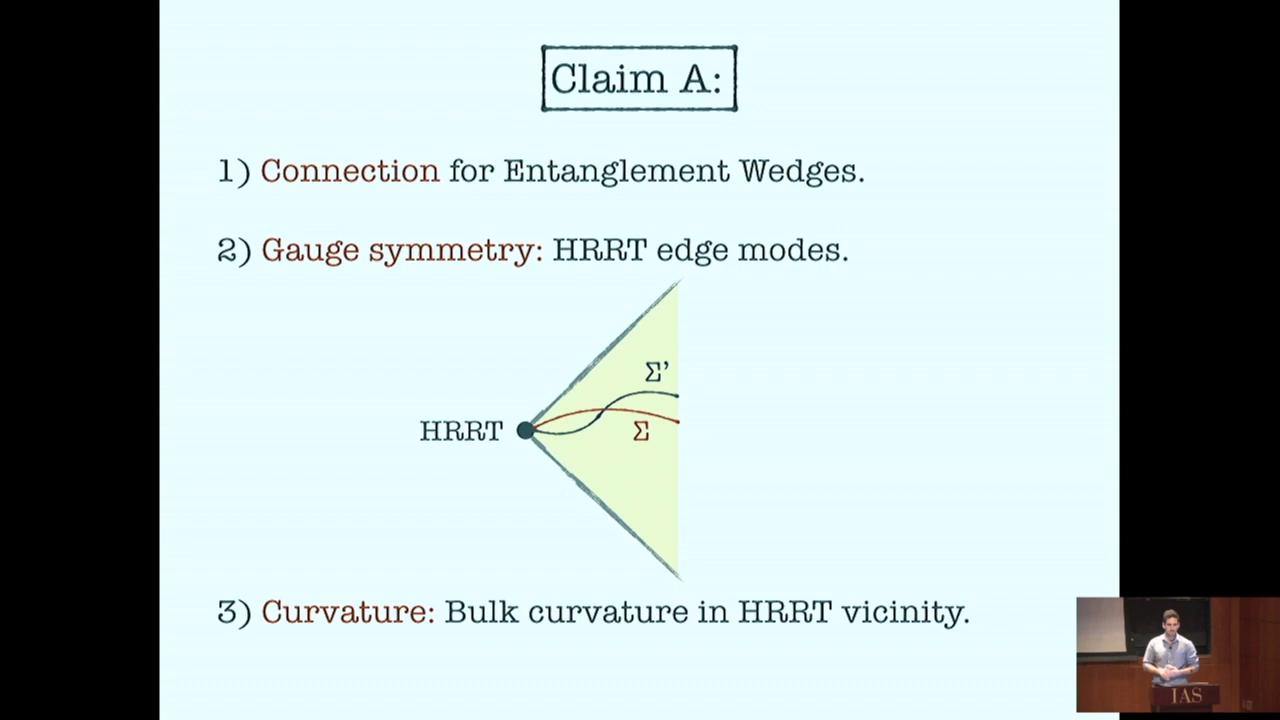 Claim A:
1) Connection for Entanglement Wedges.
2) Gauge symmetry: HRRT edge modes.
Σ’
HRRT
Σ
3) Curvature: Bulk curvature in HRRT vicinity.
IAS